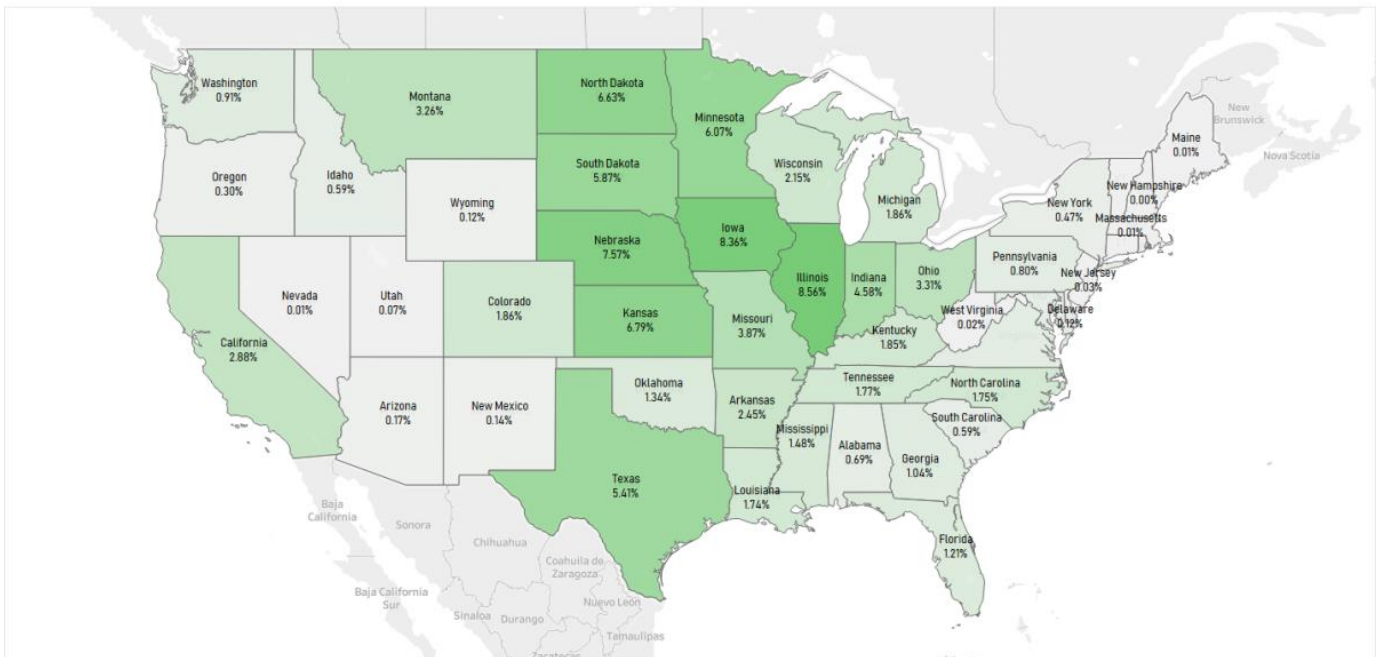 Washington
0.91%
Montana
3.26%
North Dakota
6.63%
Minnesota
6.07%
Maine
0.01%
New
Brunswick
Nova Scotia
Oregon
0.30%
Idaho
0.59%
South Dakota
5.87%
Wisconsin
2.15%
Michigan
1.86%
New Hampshire
0.00%
New York
0.47%
Massachusetts
0.01%
Wyoming
0.12%
Iowa
8.36%
Nebraska
7.57%
Illinois
8.56%
Indiana
4.58%
Ohio
3.31%
Pennsylvania
0.80%
New Jersey
0.03%
Nevada
0.01%
Utah
0.07%
Colorado
1.86%
Kansas
6.79%
Missouri
3.87%
West Virginia
0.02%
Delaware
0.12%
Kentucky
1.85%
California
2.88%
Oklahoma
1.34%
Arkansas
2.45%
Tennessee
1.77%
North Carolina
1.75%
Arizona
0.17%
New Mexico
0.14%
Mississippi
1.48%
Alabama
0.69%
Georgia
1.04%
South Carolina
0.59%
Texas
5.41%
Louisiana
1.74%
Florida
1.21%
Baja
California
Sonora
Chihuahua
Coahuila de
Zaragoza
Baja California
Sur
Sinaloa
Durango
Nuevo León
Tamaulipas
Zacatecas